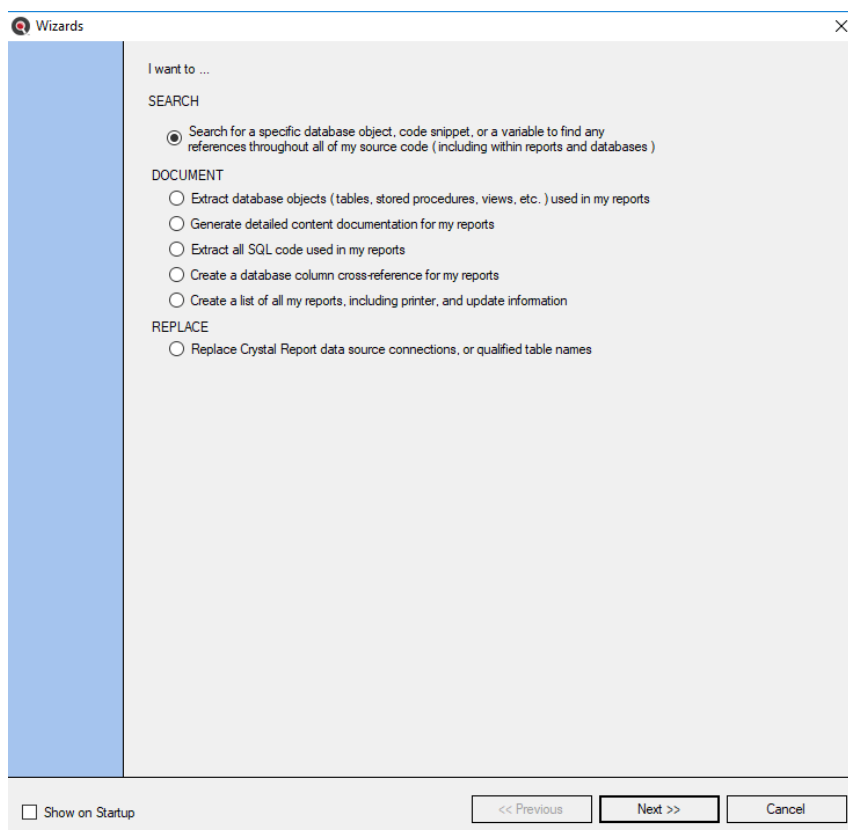 Wizards
I want to ...
SEARCH
Search for a specific database object, code snippet, or a variable to find any
references throughout all of my source code ( including within reports and databases )
DOCUMENT
Extract database objects ( tables, stored procedures, views, etc. ) used in my reports
Generate detailed content documentation for my reports
Extract all SQL code used in my reports
Create a database column cross-reference for my reports
Create a list of all my reports, including printer, and update information
REPLACE
Replace Crystal Report data source connections, or qualified table names
Show on Startup
<< Previous
Next >>
Cancel